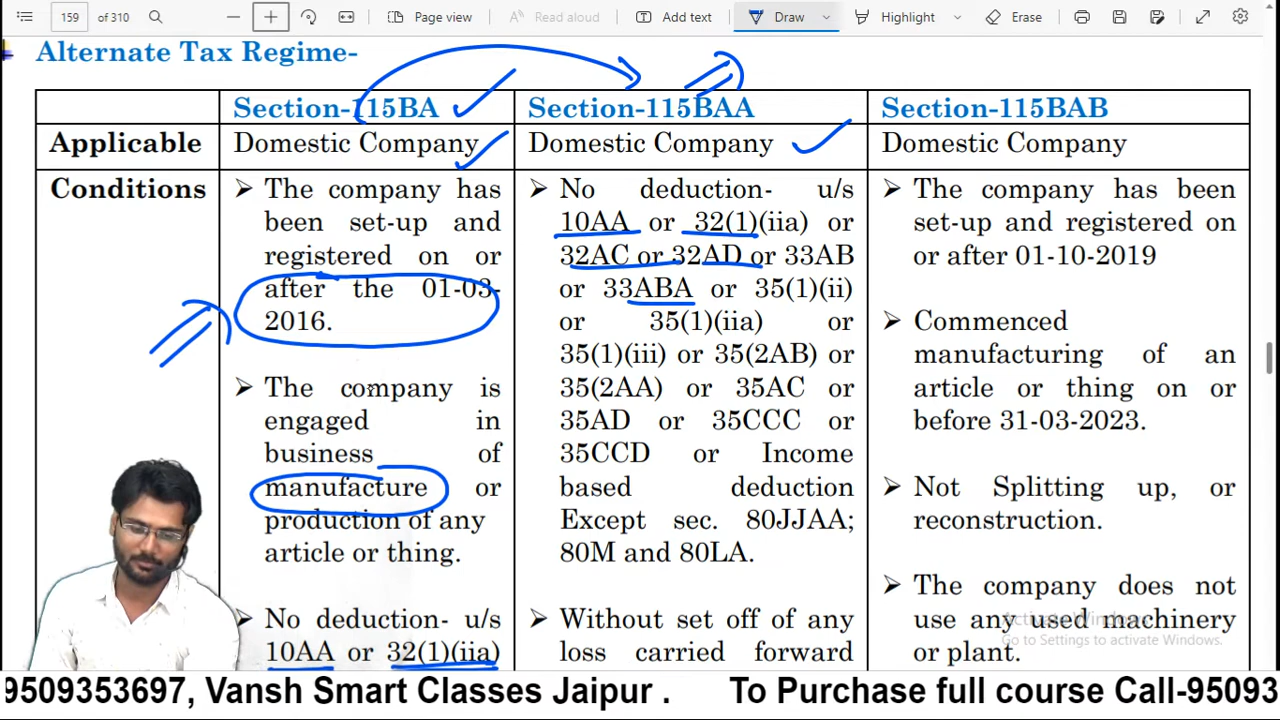 159 of 310 Page view Read aloud Add text Draw Highlight Erase
Alternate Tax Regime-
Section-115BA Section-115BAA Section-115BAB
Applicable Domestic Company Domestic Company Domestic Company
Conditions
➢ The company has
been set-up and
registered on or
after the 01-03-
2016.
➢ The company is
engaged in
business of
manufacture or
production of any
article or thing.
➢ No deduction- u/s
10AA or 32(1)(iia)
➢ No deduction- u/s
10AA or 32(1)(iia) or
32AC or 32AD or 33AB
or 33ABA or 35(1)(ii)
or 35(1)(iia) or
35(1)(iii) or 35(2AB) or
35(2AA) or 35AC or
35AD or 35CCC or
35CCD or Income
based deduction
Except sec. 80JJAA;
80M and 80LA.
➢ Without set off of any
loss carried forward
➢ The company has been
set-up and registered on
or after 01-10-2019
➢ Commenced
manufacturing of an
article or thing on or
before 31-03-2023.
➢ Not Splitting up, or
reconstruction.
➢ The company does not
use any used machinery
or plant.
Activate Windows
Go to Settings to activate Windows.
9509353697, Vansh Smart Classes Jaipur . To Purchase full course Call-95093